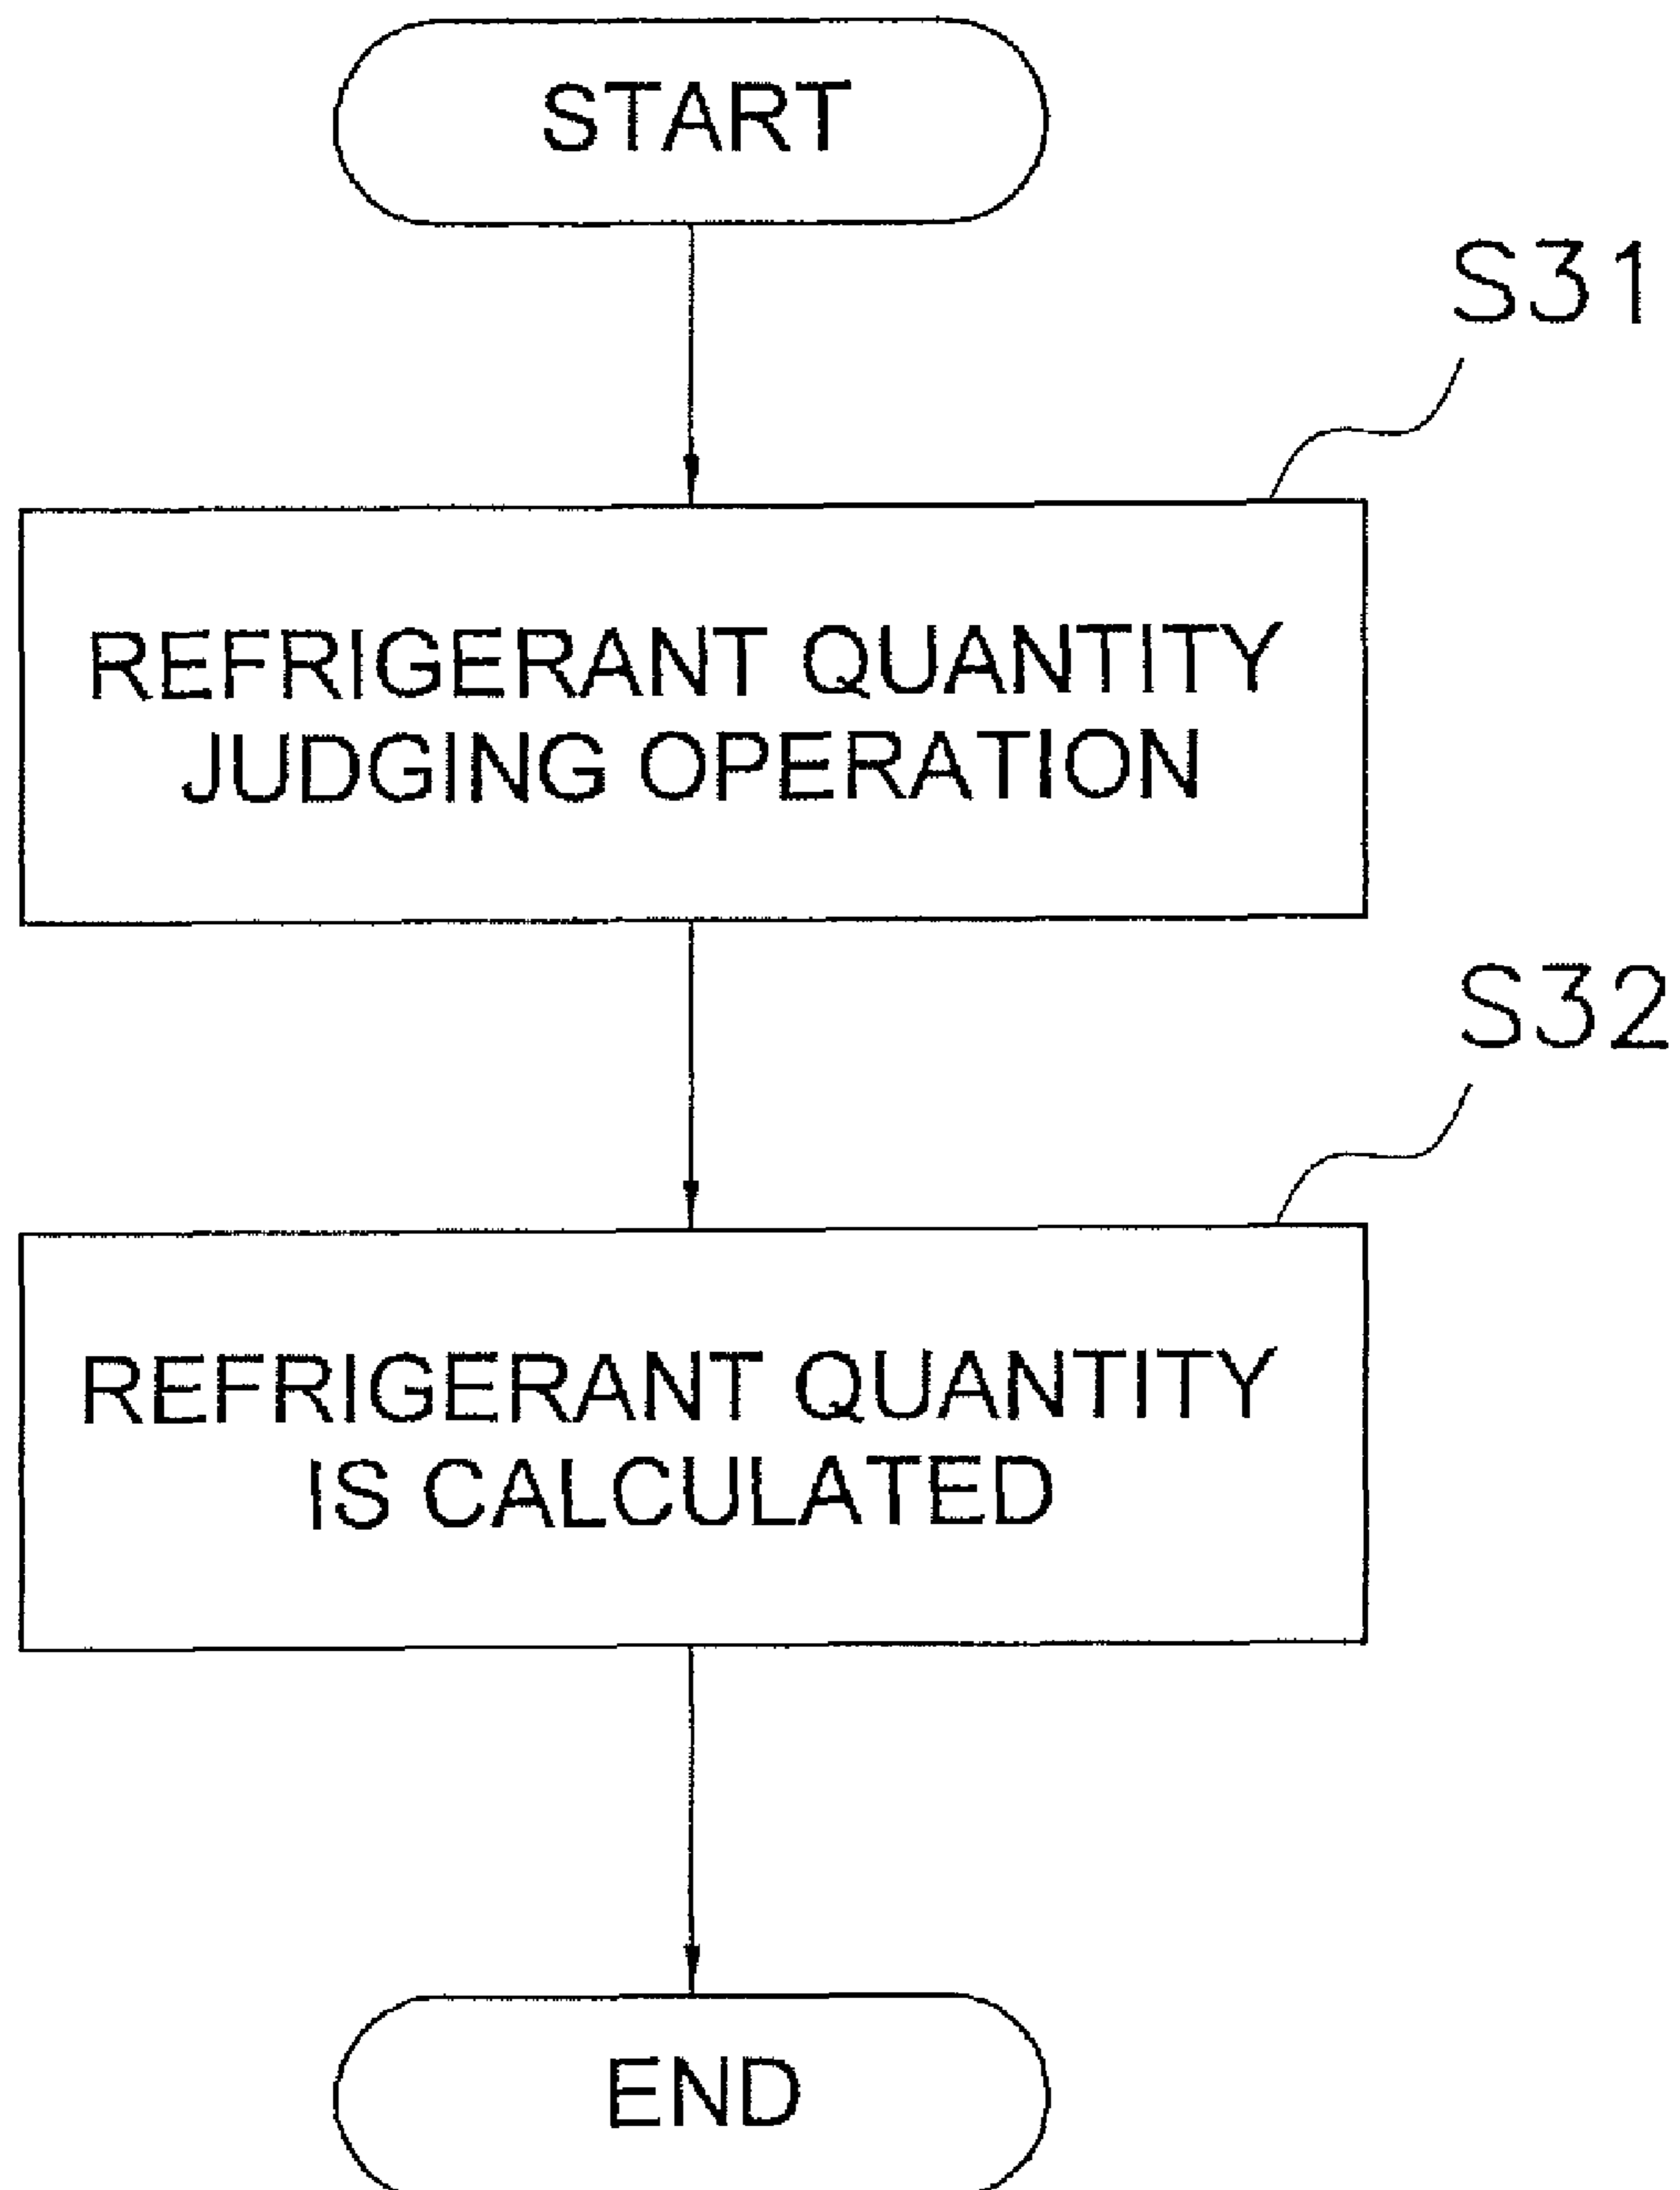 START
S31
REFRIGERANT QUANTITY
JUDGING OPERATION
S32
REFRIGERANT QUANTITY
IS CALCULATED
END